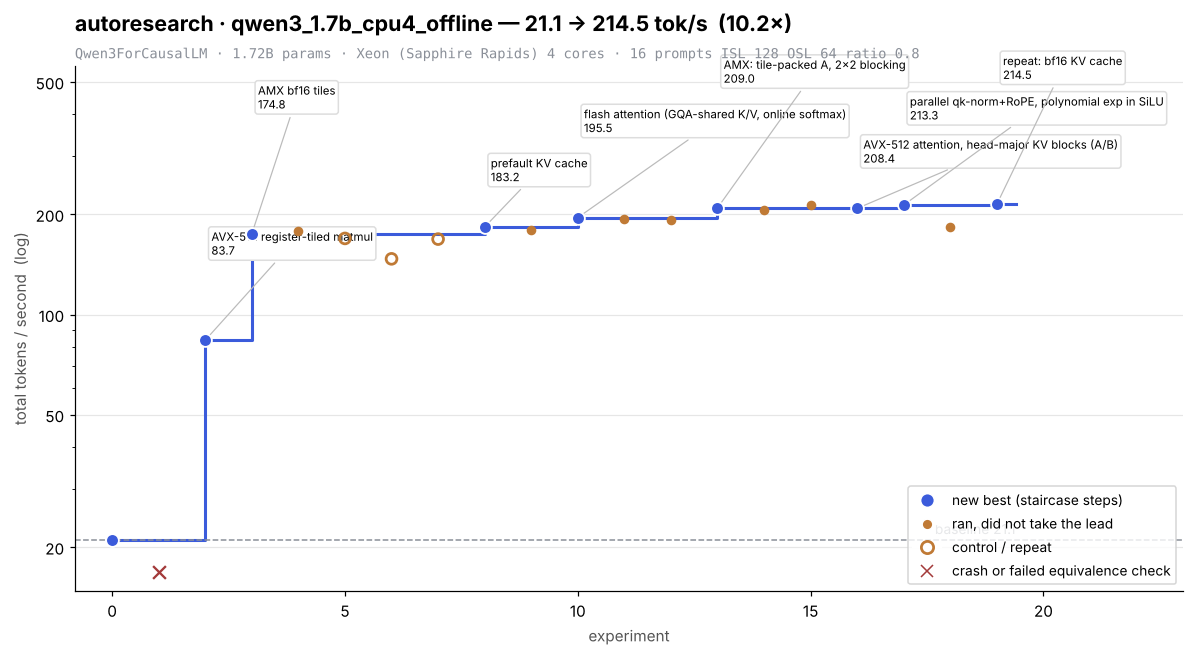 autoresearch · qwen3_1.7b_cpu4_offline — 21.1 → 214.5 tok/s (10.2×)
Qwen3ForCausalLM · 1.72B params · Xeon (Sapphire Rapids) 4 cores · 16 prompts ISL 128 OSL 64 ratio 0.8
AMX: tile-packed A, 2×2 blocking
209.0
repeat: bf16 KV cache
214.5
AMX bf16 tiles
174.8
flash attention (GQA-shared K/V, online softmax)
195.5
parallel qk-norm+RoPE, polynomial exp in SiLU
213.3
AVX-512 attention, head-major KV blocks (A/B)
208.4
prefault KV cache
183.2
register-tiled matmul
83.7
500
200
100
50
20
total tokens / second (log)
0
5
10
15
20
experiment
new best (staircase steps)
ran, did not take the lead
control / repeat
crash or failed equivalence check